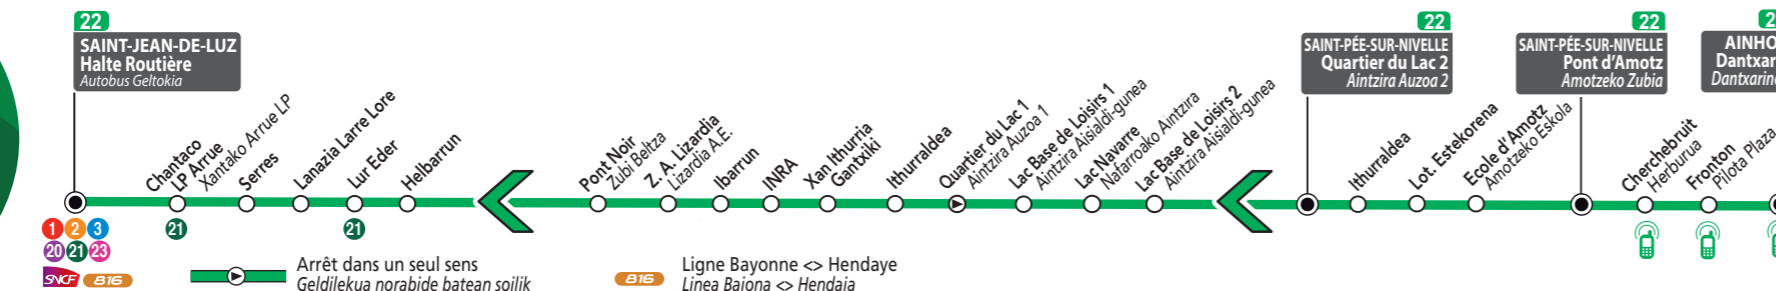 22
SAINT-JEAN-DE-LUZ
Halte Routière
Autobus Geltokia
Chantaco
LP Arrue
Xantako Arrue LP
Serres
Lanazia Larre Lore
Lur Eder
Helbarrun
Pont Noir
Zubi Beltza
Z. A. Lizardia
Lizardia A.E.
Ibarrun
INRA
Xan Ithurria
Gantxiki
Ithurraldea
Quartier du Lac 1
Aintzira Auzoa 1
Lac Base de Loisirs 1
Aintzira Aisialdi-gunea
Lac Navarre
Nafarroako Aintzira
Lac Base de Loisirs 2
Aintzira Aisialdi-gunea
22
SAINT-PÉE-SUR-NIVELLE
Quartier du Lac 2
Aintzira Auzoa 2
Ithurraldea
Lot. Estekorena
Ecole d'Amotz
Amotzeko Eskola
22
SAINT-PÉE-SUR-NIVELLE
Pont d'Amotz
Amotzeko Zubia
Cherchebruit
Herburua
Fronton
Pilota Plaza
2
AINHO
Dantxar
Dantxarin
1 2 3
20 21 23
SNCF 816
21
21
Arrêt dans un seul sens
Geldilekua norabide batean soilik
816
Ligne Bayonne <> Hendaye
Linea Baiona <> Hendaia